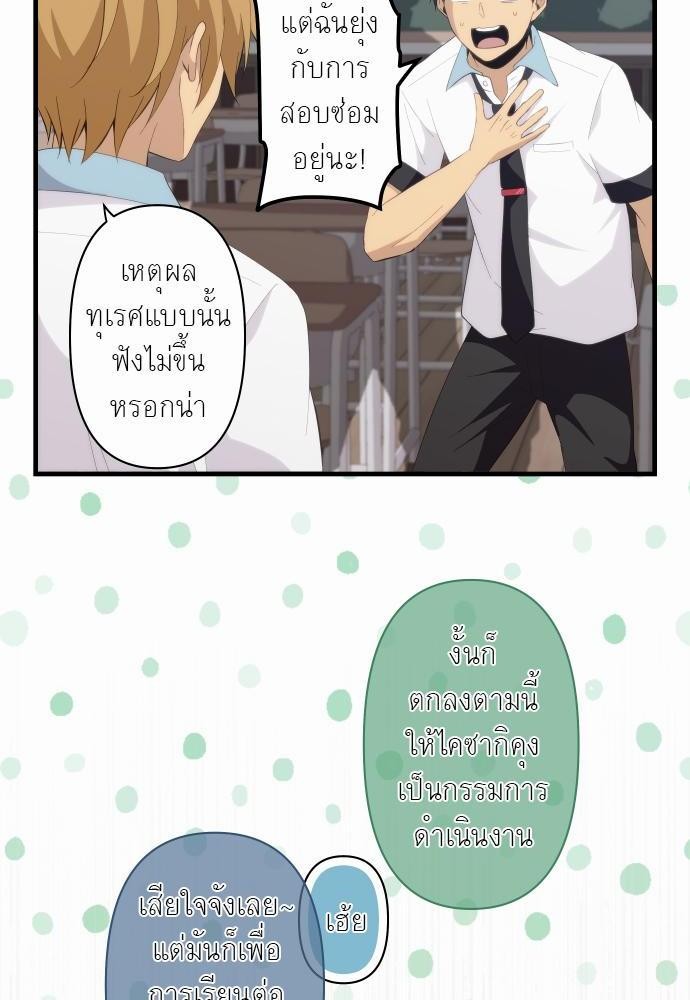 แต่ฉันยุ่ง
กับการ
สอบซ่อม
อยู่นะ!
เหตุผล
ทุเรศแบบนั้น
ฟังไม่ขึ้น
หรอกน่า
งั้นก็
ตกลงตามนี้
ให้ไคซากิคุง
เป็นกรรมการ
ดำเนินงาน
เฮ้ย
เสียใจจังเลย~
แต่มันก็เพื่อ
การเรียนต่อ